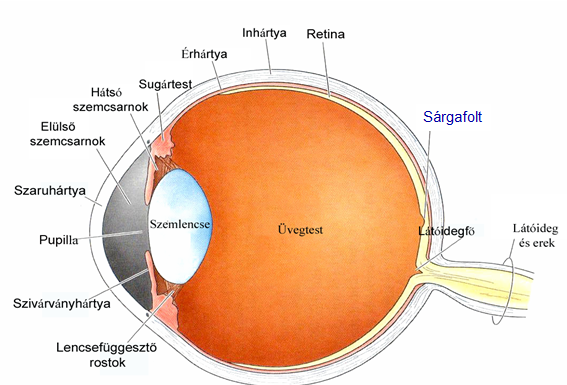 Inhártya
Retina
Érhártya
Sugártest
Hátsó
szemcsarnok
Elülső
szemcsarnok
Sárgafolt
Szaruhártya
Szemlencse
Üvegtest
Látóidegfő
Látóideg
és erek
Pupilla
Szivárványhártya
Lencsefüggesztő
rostok